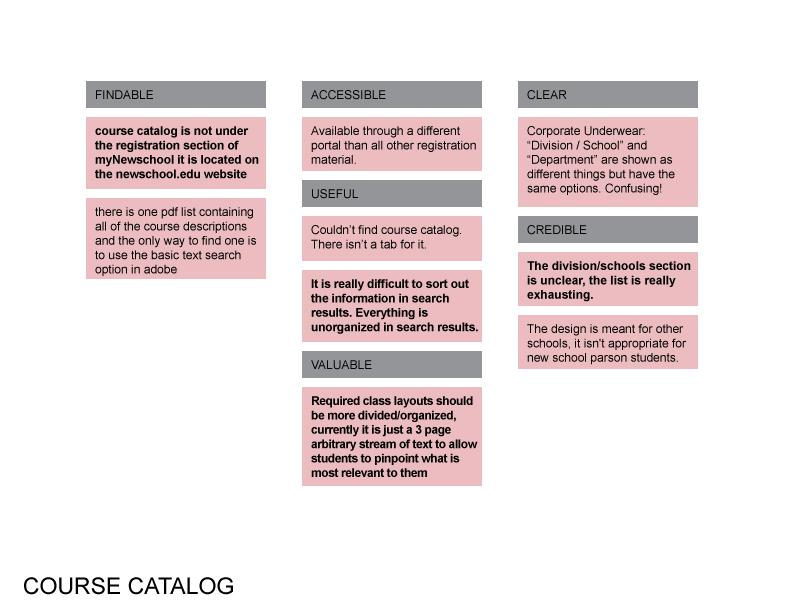 FINDABLE
course catalog is not under
the registration section of
myNewschool it is located on
the newschool.edu website
there is one pdf list containing
all of the course descriptions
and the only way to find one is
to use the basic text search
option in adobe
ACCESSIBLE
Available through a different
portal than all other registration
material.
USEFUL
Couldn't find course catalog.
There isn't a tab for it.
It is really difficult to sort out
the information in search
results. Everything is
unorganized in search results.
VALUABLE
Required class layouts should
be more divided/organized,
currently it is just a 3 page
arbitrary stream of text to allow
students to pinpoint what is
most relevant to them
CLEAR
Corporate Underwear:
“Division / School” and
“Department” are shown as
different things but have the
same options. Confusing!
CREDIBLE
The division/schools section
is unclear, the list is really
exhausting.
The design is meant for other
schools, it isn't appropriate for
new school parson students.
COURSE CATALOG